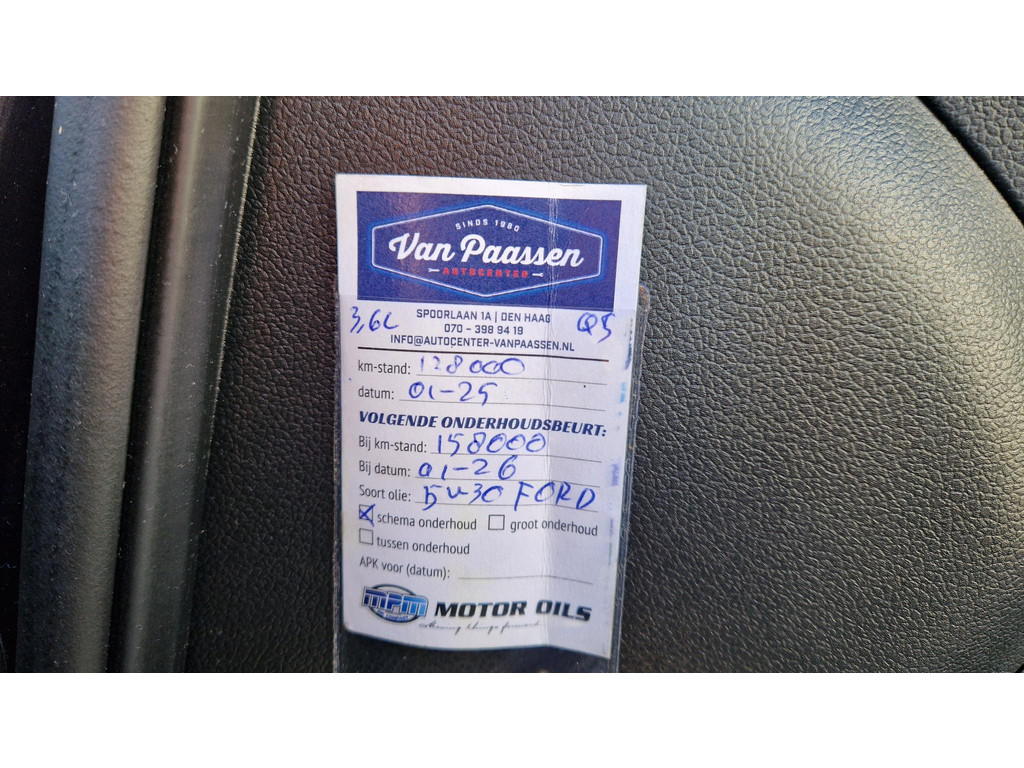 SINDS 1980
Van Paassen
AUTOCENTER
SPOORLAAN 1A | DEN HAAG
3,6L 070 - 398 94 19 Q5
INFO@AUTOCENTER-VANPAASSEN.NL
km-stand: 128000
datum: 01-25
VOLGENDE ONDERHOUDSBEURT:
Bij km-stand: 158000
Bij datum: 01-26
Soort olie: 5w30 FORD
schema onderhoud groot onderhoud
tussen onderhoud
APK voor (datum):
MPM MOTOR OILS